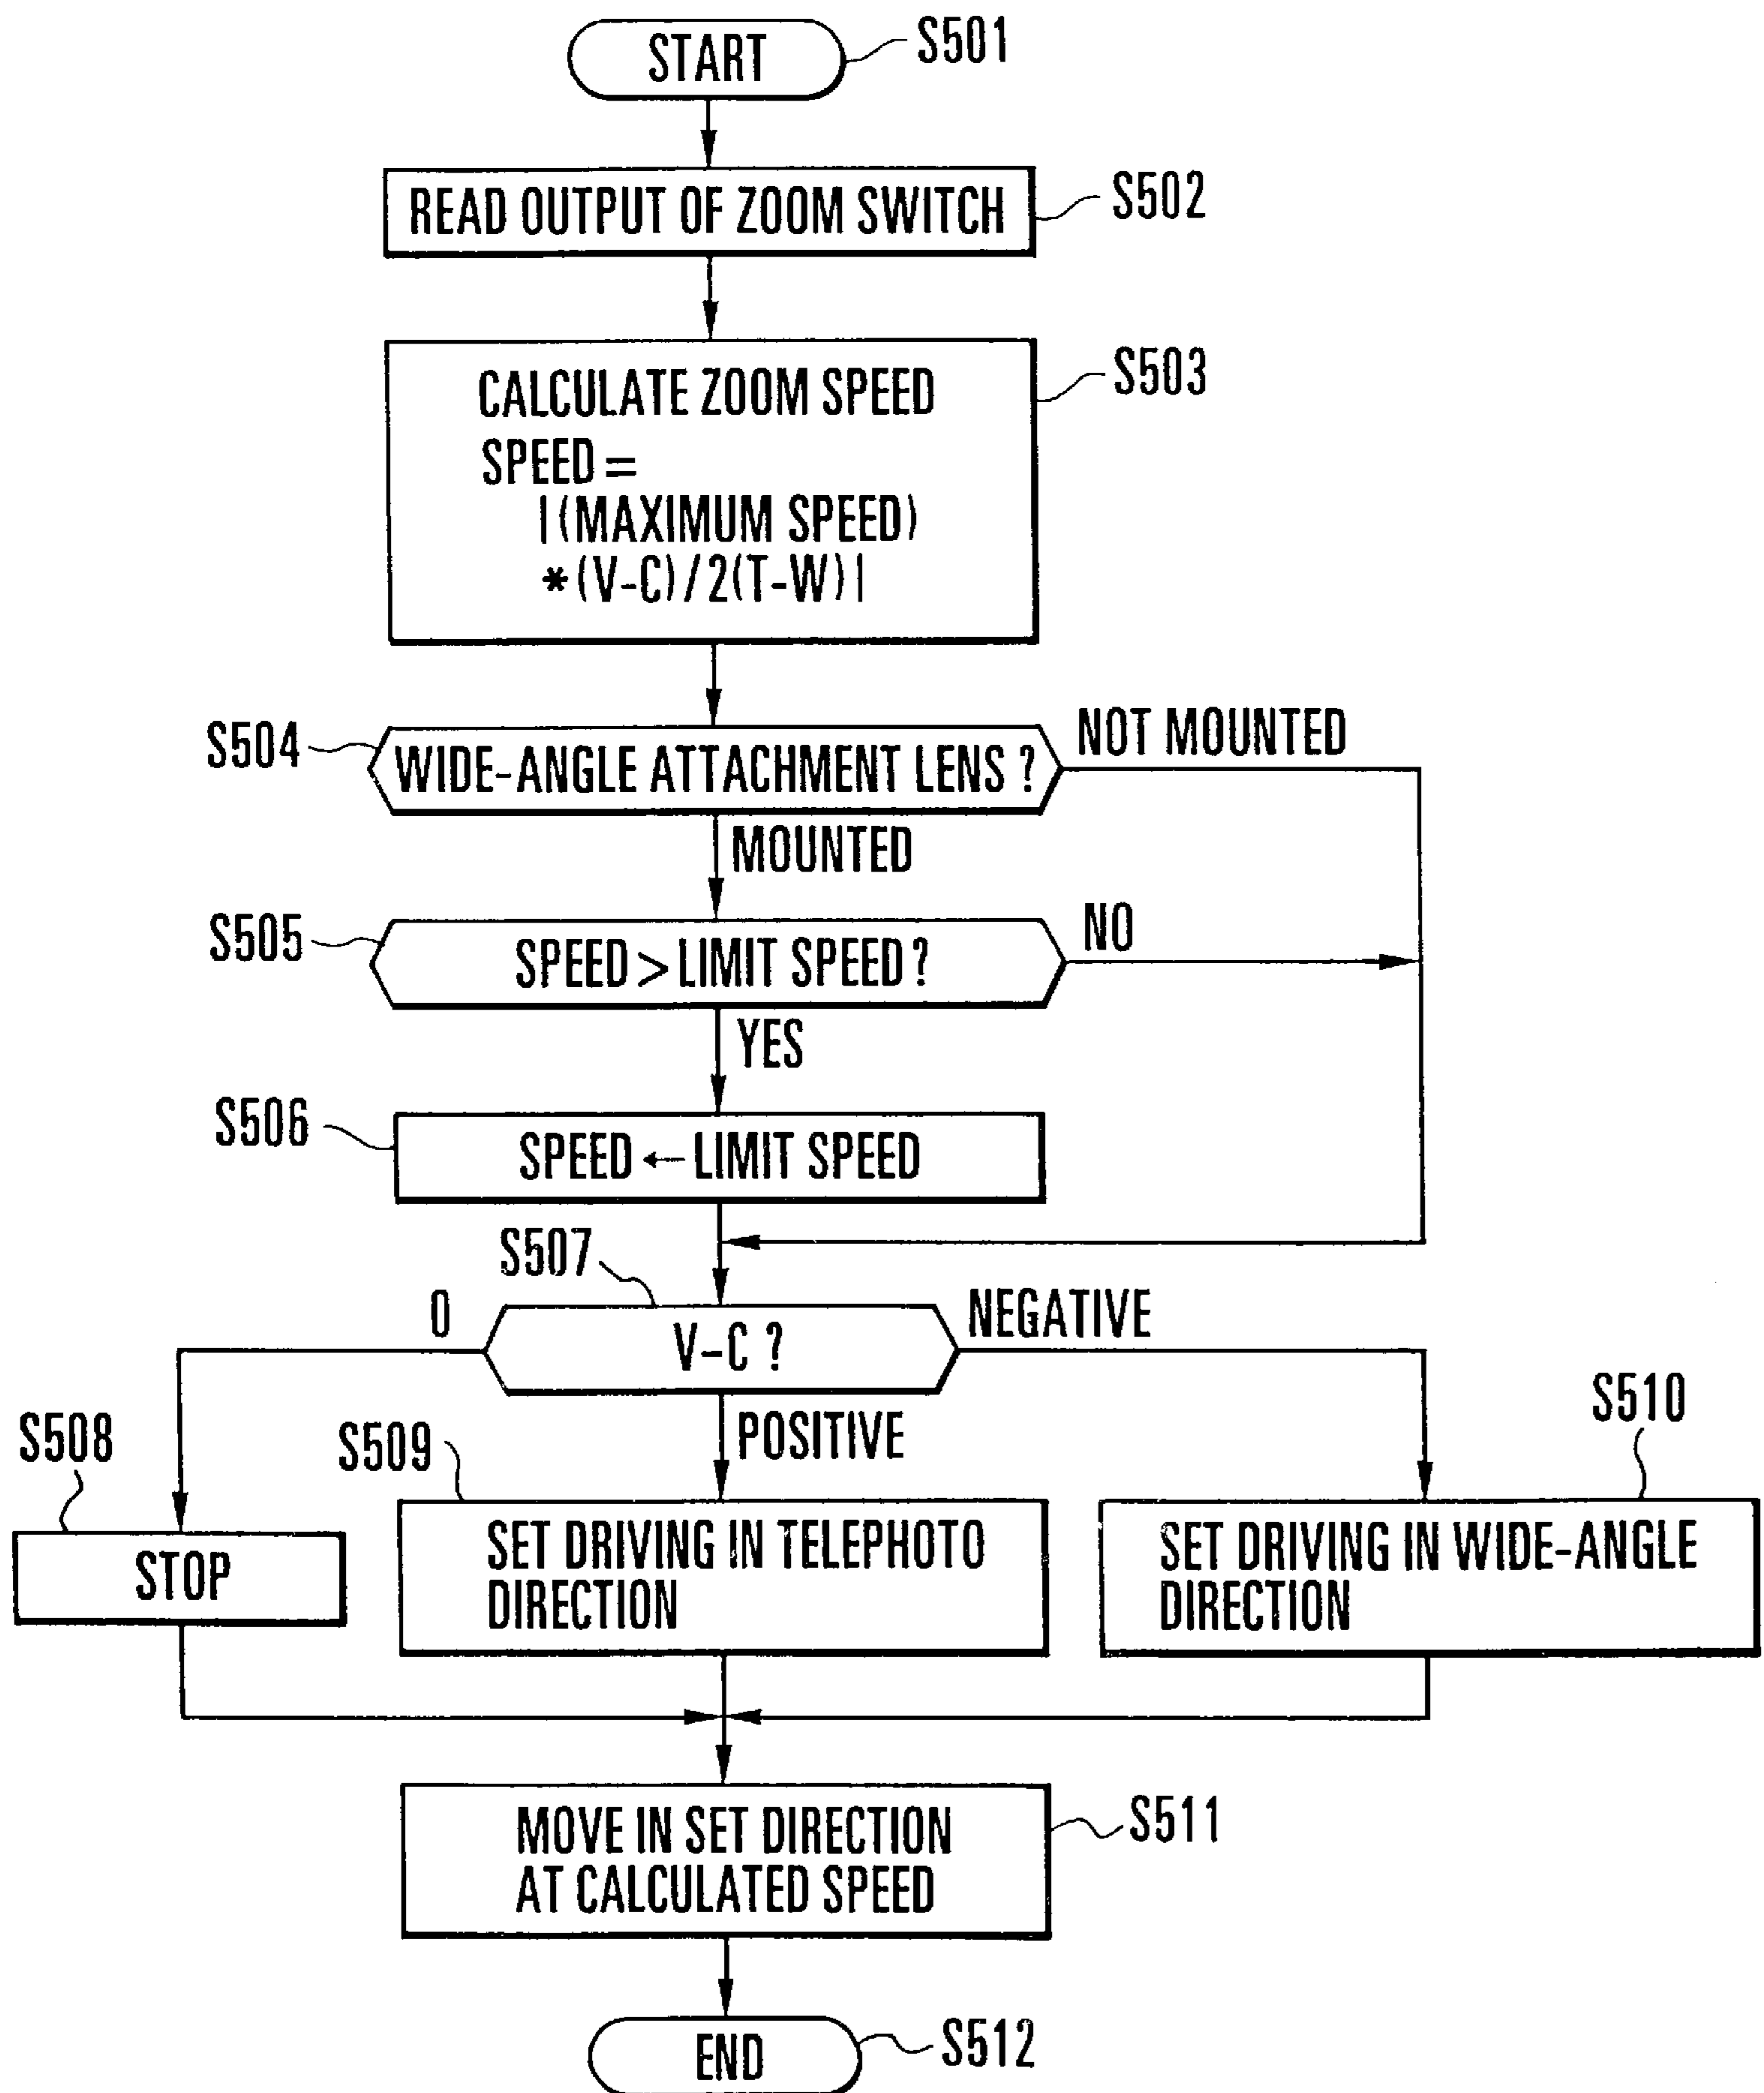 START
S501
READ OUTPUT OF ZOOM SWITCH
S502
CALCULATE ZOOM SPEED
SPEED =
|(MAXIMUM SPEED)
*(V-C)/2(T-W)|
S503
S504
WIDE-ANGLE ATTACHMENT LENS ?
NOT MOUNTED
MOUNTED
S505
SPEED > LIMIT SPEED ?
NO
YES
S506
SPEED ← LIMIT SPEED
S507
0
V-C ?
NEGATIVE
POSITIVE
S508
STOP
S509
SET DRIVING IN TELEPHOTO
DIRECTION
S510
SET DRIVING IN WIDE-ANGLE
DIRECTION
MOVE IN SET DIRECTION
AT CALCULATED SPEED
S511
END
S512